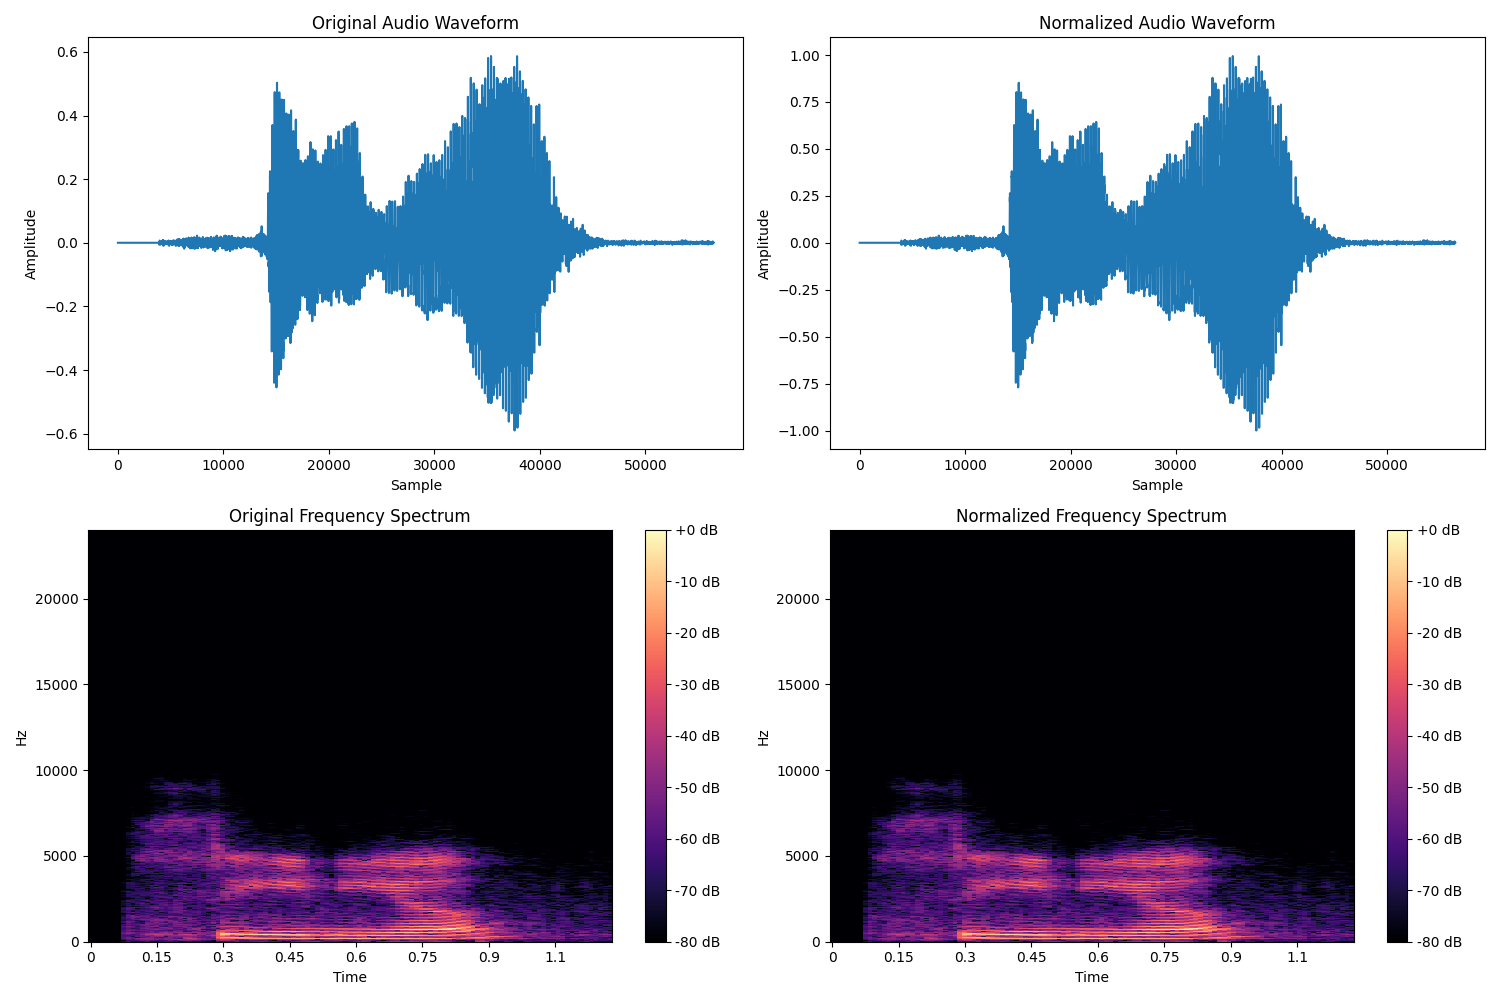 Original Audio Waveform
Amplitude
0.6
0.4
0.2
0.0
−0.2
−0.4
−0.6
0 10000 20000 30000 40000 50000
Sample
Normalized Audio Waveform
Amplitude
1.00
0.75
0.50
0.25
0.00
−0.25
−0.50
−0.75
−1.00
0 10000 20000 30000 40000 50000
Sample
Original Frequency Spectrum
Hz
20000
15000
10000
5000
0
0 0.15 0.3 0.45 0.6 0.75 0.9 1.1
Time
+0 dB
-10 dB
-20 dB
-30 dB
-40 dB
-50 dB
-60 dB
-70 dB
-80 dB
Normalized Frequency Spectrum
Hz
20000
15000
10000
5000
0
0 0.15 0.3 0.45 0.6 0.75 0.9 1.1
Time
+0 dB
-10 dB
-20 dB
-30 dB
-40 dB
-50 dB
-60 dB
-70 dB
-80 dB